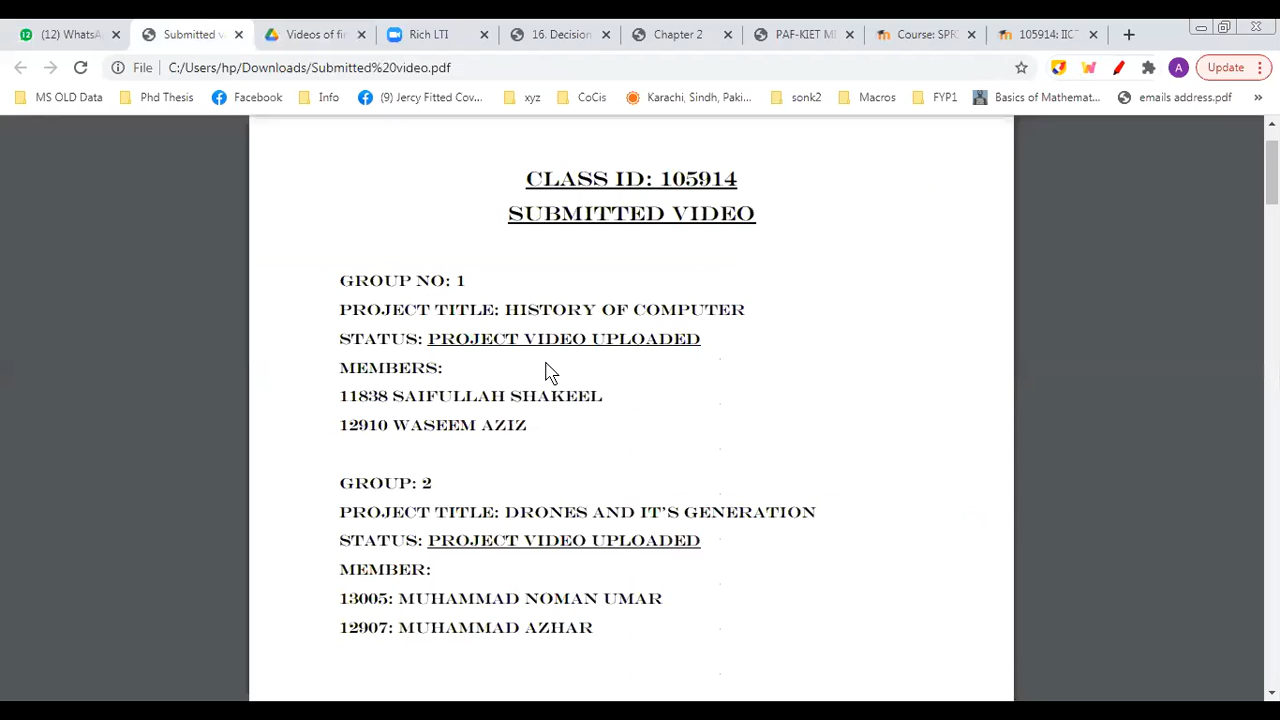 (12) WhatsA
Submitted v
Videos of fi
Rich LTI
16. Decision
Chapter 2
PAF-KIET M
Course: SPR
105914: IIC
File
C:/Users/hp/Downloads/Submitted%20video.pdf
A
Update
MS OLD Data
Phd Thesis
Facebook
Info
(9) Jercy Fitted Cov...
xyz
CoCis
Karachi, Sindh, Paki...
sonk2
Macros
FYP1
Basics of Mathemat...
emails address.pdf
»
CLASS ID: 105914
SUBMITTED VIDEO
GROUP NO: 1
PROJECT TITLE: HISTORY OF COMPUTER
STATUS: PROJECT VIDEO UPLOADED
MEMBERS:
11838 SAIFULLAH SHAKEEL
12910 WASEEM AZIZ
GROUP: 2
PROJECT TITLE: DRONES AND IT'S GENERATION
STATUS: PROJECT VIDEO UPLOADED
MEMBER:
13005: MUHAMMAD NOMAN UMAR
12907: MUHAMMAD AZHAR